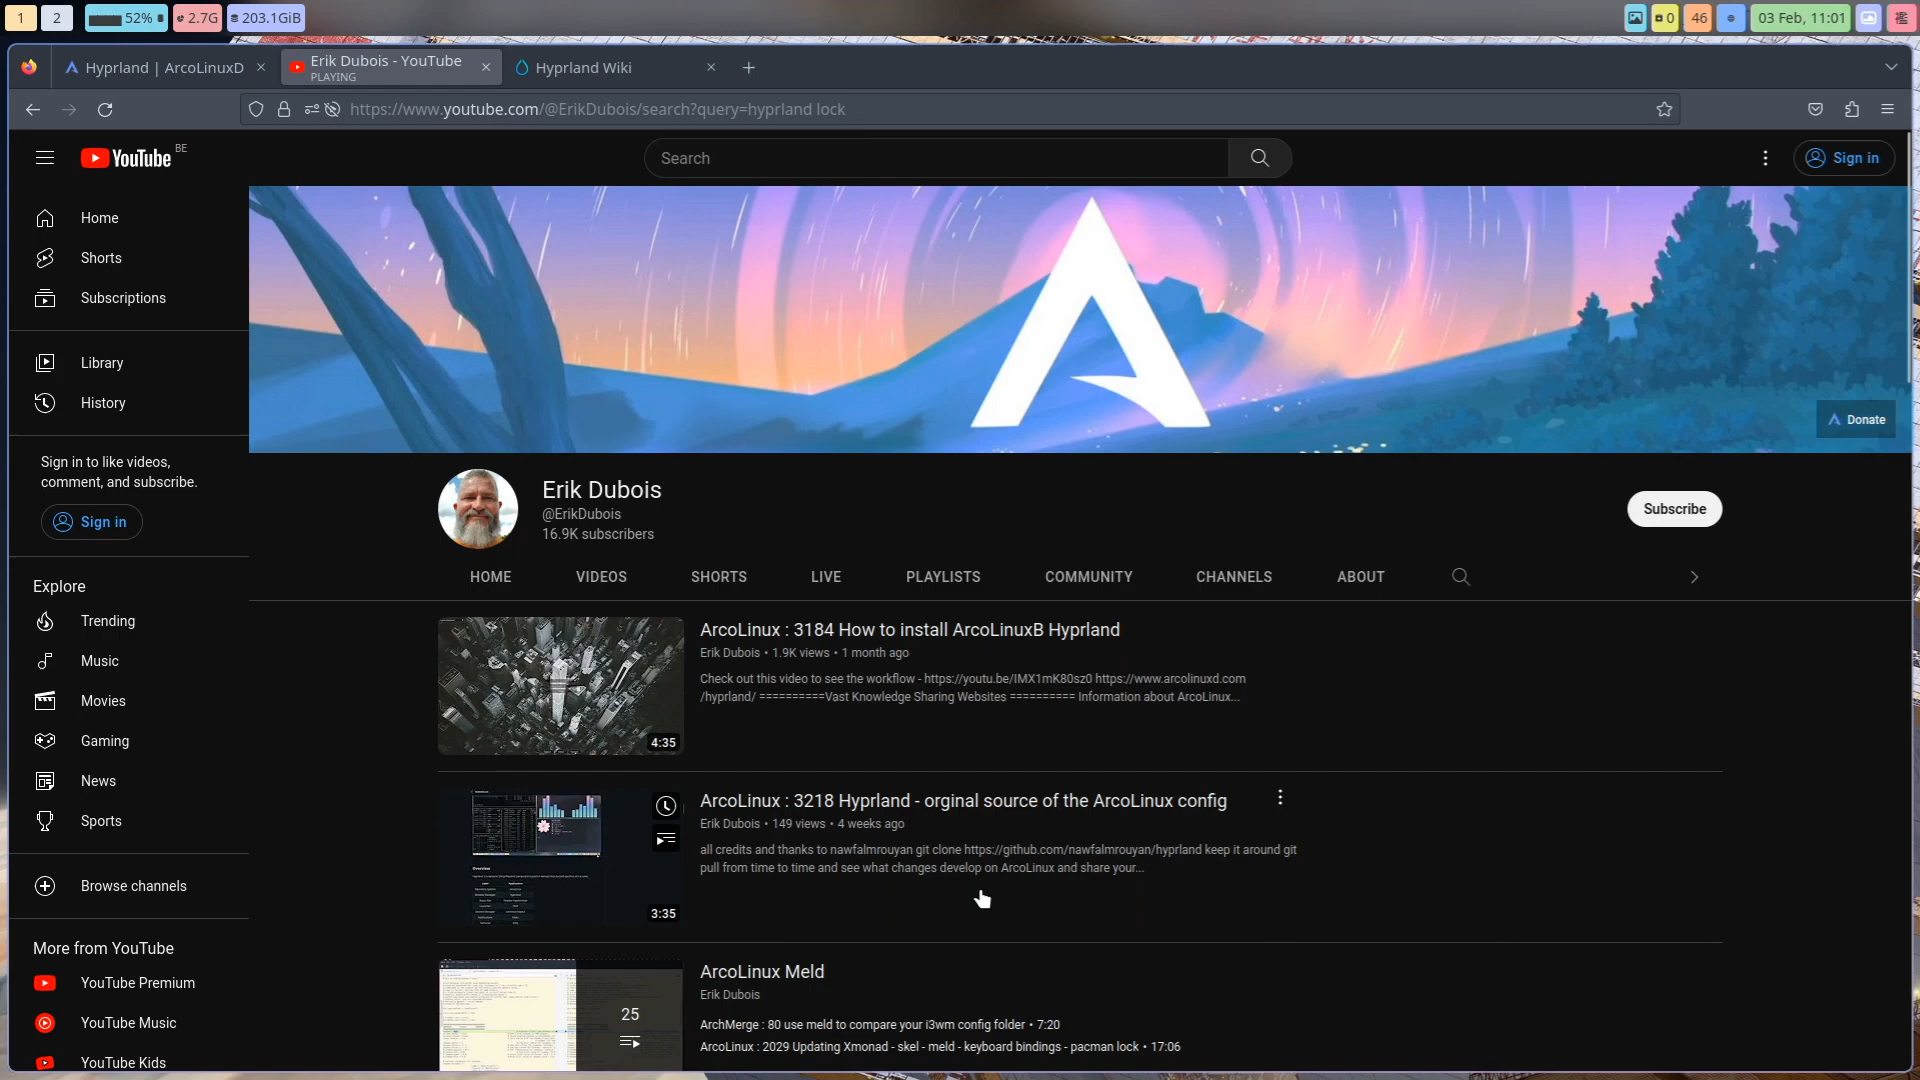 1 2 52% 2.7G 203.1GiB 0 46 03 Feb, 11:01
Hyprland | ArcoLinuxD
Erik Dubois - YouTube
PLAYING
Hyprland Wiki
https://www.youtube.com/@ErikDubois/search?query=hyprland lock
YouTube BE
Search
Sign in
Home
Shorts
Subscriptions
Library
History
Sign in to like videos,
comment, and subscribe.
Sign in
Explore
Trending
Music
Movies
Gaming
News
Sports
Browse channels
More from YouTube
YouTube Premium
YouTube Music
YouTube Kids
Donate
Erik Dubois
@ErikDubois
16.9K subscribers
Subscribe
HOME VIDEOS SHORTS LIVE PLAYLISTS COMMUNITY CHANNELS ABOUT
ArcoLinux : 3184 How to install ArcoLinuxB Hyprland
Erik Dubois • 1.9K views • 1 month ago
Check out this video to see the workflow - https://youtu.be/IMX1mK80sz0 https://www.arcolinuxd.com
/hyprland/ ==========Vast Knowledge Sharing Websites ========== Information about ArcoLinux...
4:35
ArcoLinux : 3218 Hyprland - orginal source of the ArcoLinux config
Erik Dubois • 149 views • 4 weeks ago
all credits and thanks to nawfalmrouyan git clone https://github.com/nawfalmrouyan/hyprland keep it around git
pull from time to time and see what changes develop on ArcoLinux and share your...
Overview
3:35
ArcoLinux Meld
Erik Dubois
25
ArchMerge : 80 use meld to compare your i3wm config folder • 7:20
ArcoLinux : 2029 Updating Xmonad - skel - meld - keyboard bindings - pacman lock • 17:06